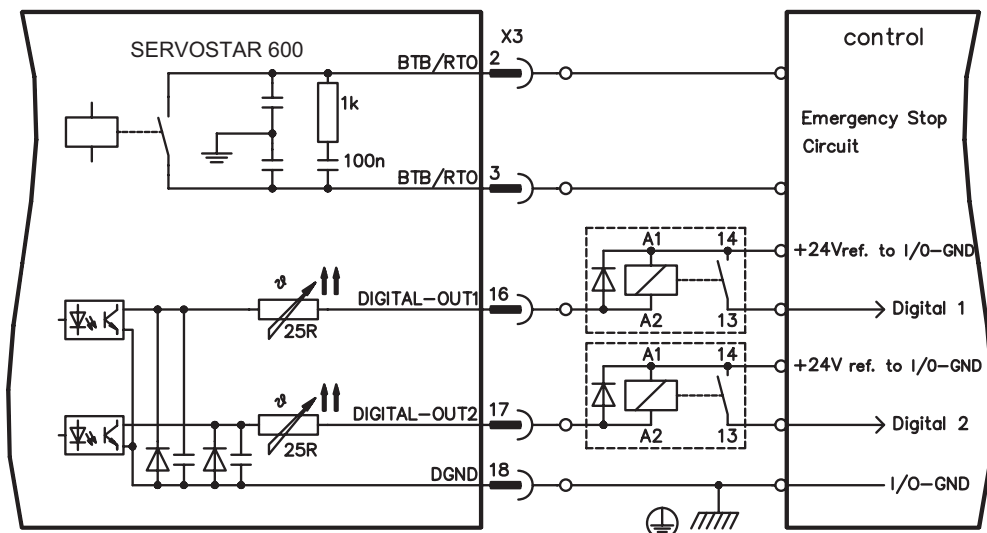 SERVOSTAR 600
X3
control
BTB/RTO 2
1k
Emergency Stop
Circuit
100n
BTB/RTO 3
A1 14
+24Vref. to I/O-GND
ϑ
DIGITAL-OUT1 16
25R
A2 13
Digital 1
A1 14
+24V ref. to I/O-GND
ϑ
DIGITAL-OUT2 17
25R
A2 13
Digital 2
DGND 18
I/O-GND